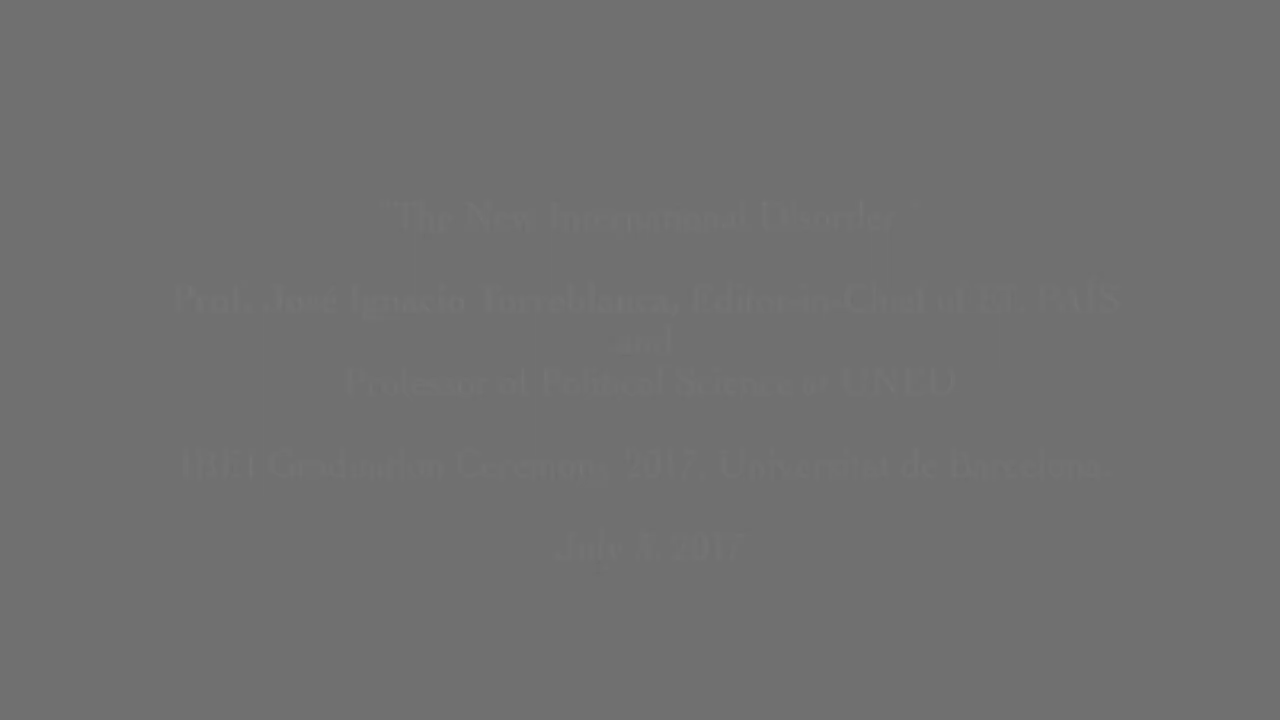 "The New International Disorder"
Prof. José Ignacio Torreblanca, Editor-in-Chief of EL PAÍS
and
Professor of Political Science at UNED
IBEI Graduation Ceremony 2017. Universitat de Barcelona.
July 2017